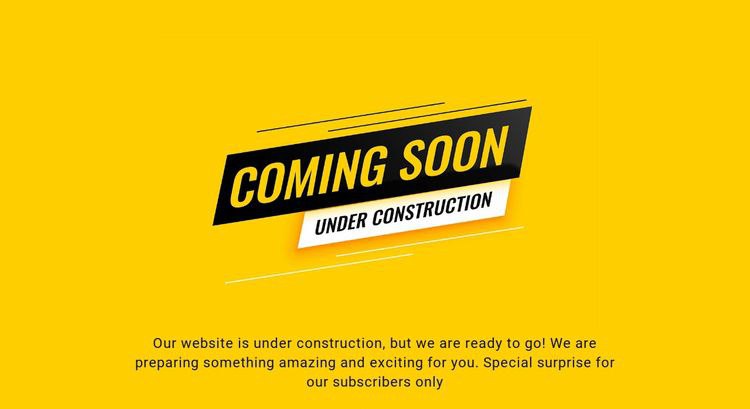 COMING SOON
UNDER CONSTRUCTION
Our website is under construction, but we are ready to go! We are
preparing something amazing and exciting for you. Special surprise for
our subscribers only